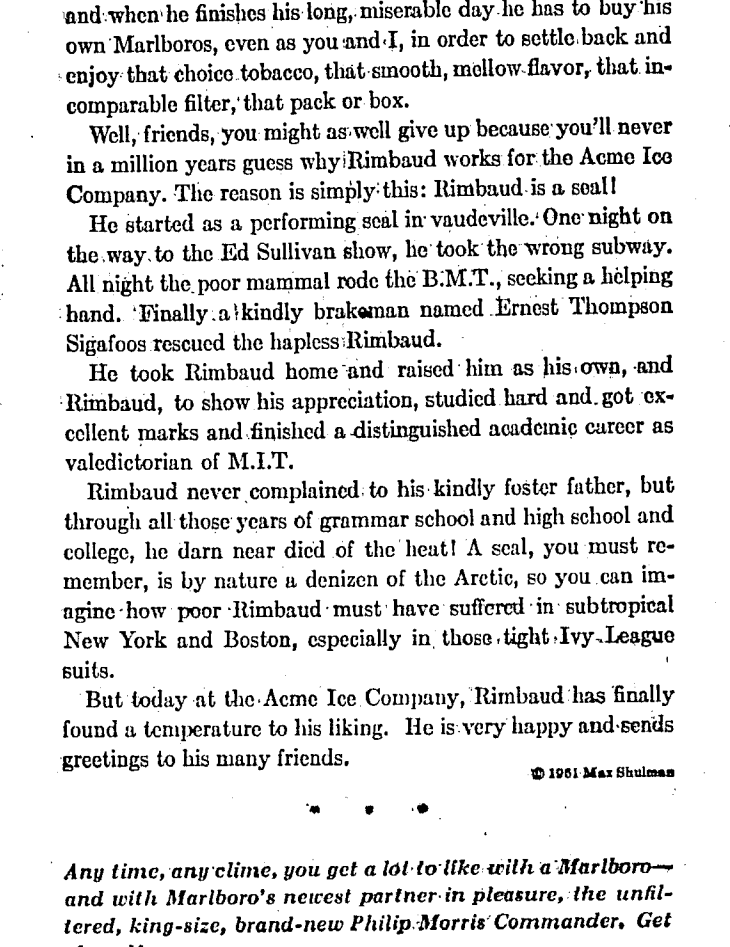 and when he finishes his long, miserable day he has to buy his
own Marlboros, even as you and I, in order to settle back and
enjoy that choice tobacco, that smooth, mellow flavor, that in-
comparable filter, that pack or box.
Well, friends, you might as well give up because you'll never
in a million years guess why Rimbaud works for the Acme Ice
Company. The reason is simply this: Rimbaud is a seal!
He started as a performing seal in vaudeville. One night on
the way to the Ed Sullivan show, he took the wrong subway.
All night the poor mammal rode the B.M.T., seeking a helping
hand. Finally a kindly brakeman named Ernest Thompson
Sigafoos rescued the hapless Rimbaud.
He took Rimbaud home and raised him as his own, and
Rimbaud, to show his appreciation, studied hard and got ex-
cellent marks and finished a distinguished academic career as
valedictorian of M.I.T.
Rimbaud never complained to his kindly foster father, but
through all those years of grammar school and high school and
college, he darn near died of the heat! A seal, you must re-
member, is by nature a denizen of the Arctic, so you can im-
agine how poor Rimbaud must have suffered in subtropical
New York and Boston, especially in those tight Ivy League
suits.
But today at the Acme Ice Company, Rimbaud has finally
found a temperature to his liking. He is very happy and sends
greetings to his many friends.
© 1961 Max Shulman
* * *
Any time, any clime, you get a lot to like with a Marlboro—
and with Marlboro's newest partner in pleasure, the unfil-
tered, king-size, brand-new Philip Morris Commander. Get